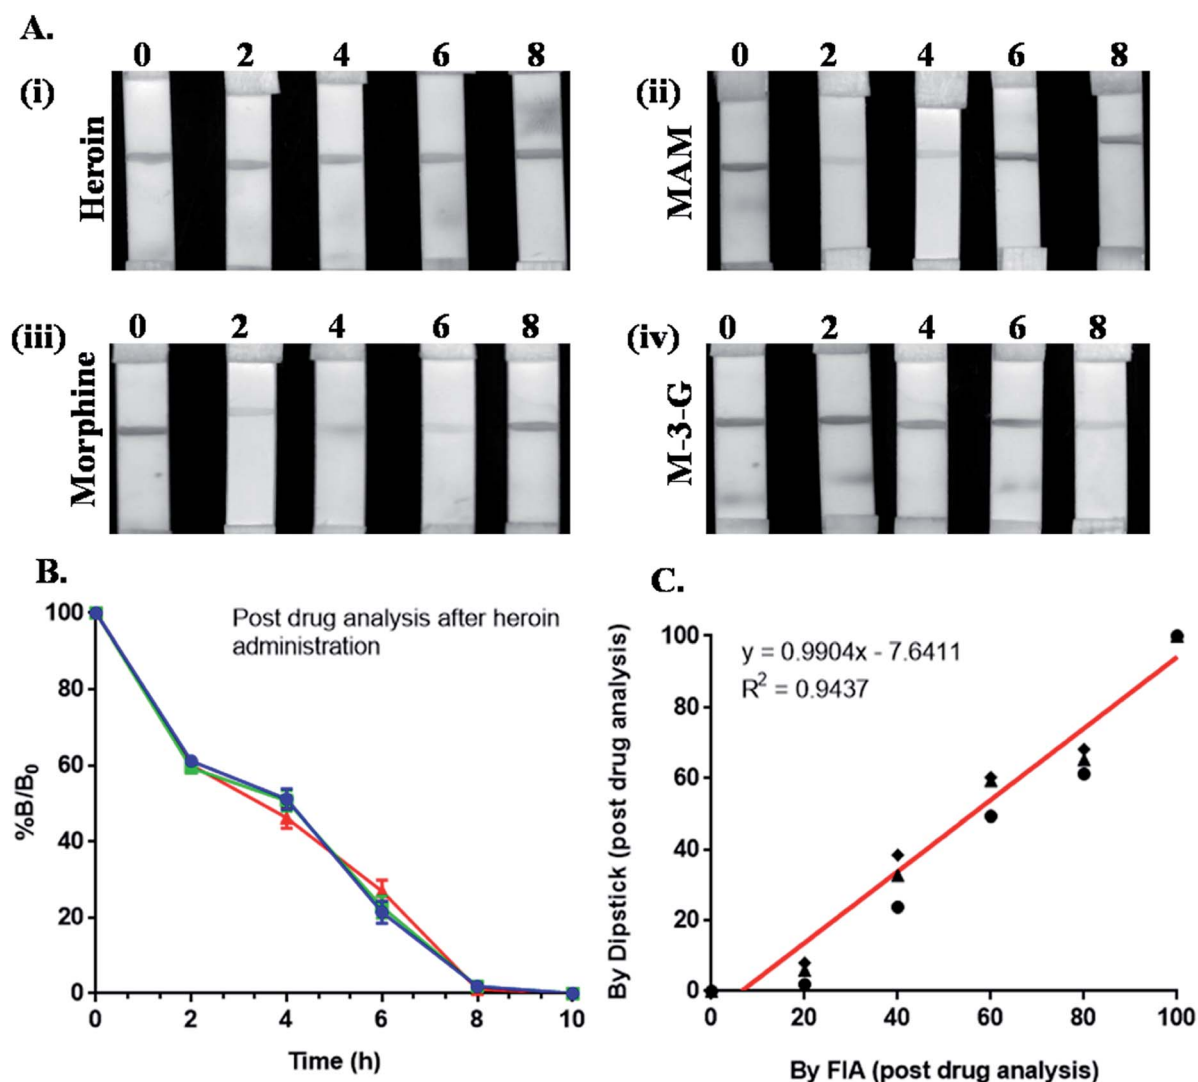 A.
0 2 4 6 8
(i)
Heroin
0 2 4 6 8
(ii)
MAM
0 2 4 6 8
(iii)
Morphine
0 2 4 6 8
(iv)
M-3-G
B.
Post drug analysis after heroin
administration
100
80
60
40
20
0
%B/B0
0 2 4 6 8 10
Time (h)
C.
y = 0.9904x - 7.6411
R2 = 0.9437
100
80
60
40
20
0
By Dipstick (post drug analysis)
0 20 40 60 80 100
By FIA (post drug analysis)